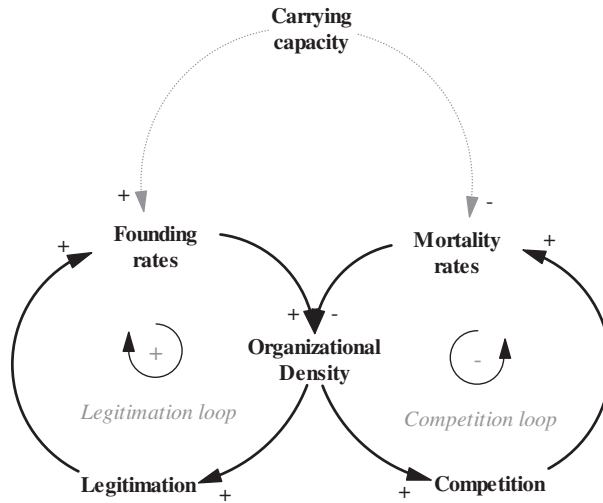 Carrying
capacity
+
-
+
Founding
rates
Mortality
rates
+
+
-
Organizational
Density
+
-
Legitimation loop
Competition loop
Legitimation
+
+
Competition